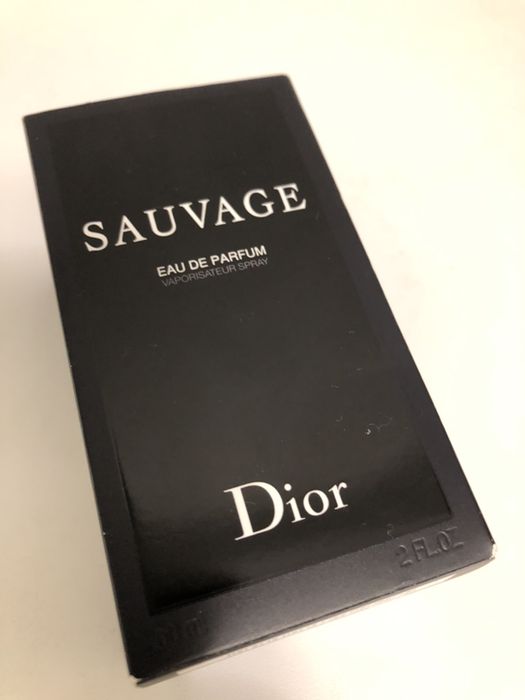 SAUVAGE
EAU DE PARFUM
VAPORISATEUR SPRAY
Dior
2 FL.OZ